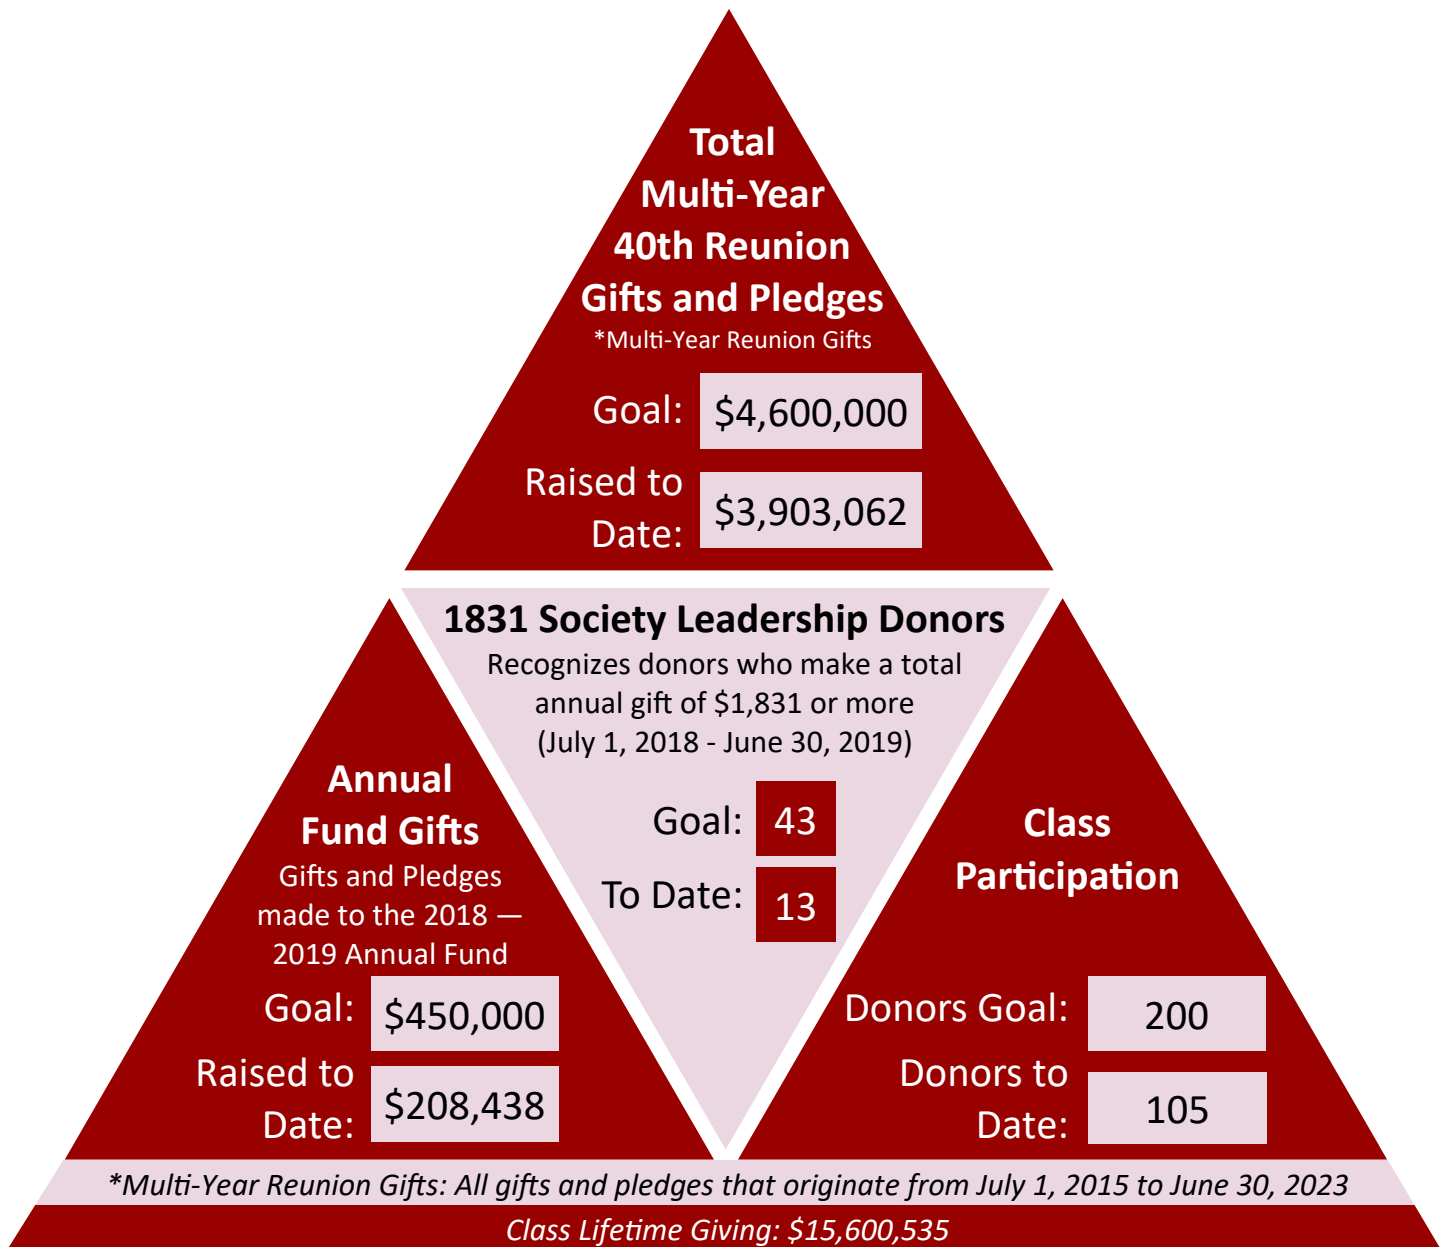 Total
Multi-Year
40th Reunion
Gifts and Pledges
*Multi-Year Reunion Gifts
Goal: $4,600,000
Raised to
Date: $3,903,062
1831 Society Leadership Donors
Recognizes donors who make a total
annual gift of $1,831 or more
(July 1, 2018 - June 30, 2019)
Goal: 43
To Date: 13
Annual
Fund Gifts
Gifts and Pledges
made to the 2018 —
2019 Annual Fund
Goal: $450,000
Raised to
Date: $208,438
Class
Participation
Donors Goal: 200
Donors to
Date: 105
*Multi-Year Reunion Gifts: All gifts and pledges that originate from July 1, 2015 to June 30, 2023
Class Lifetime Giving: $15,600,535